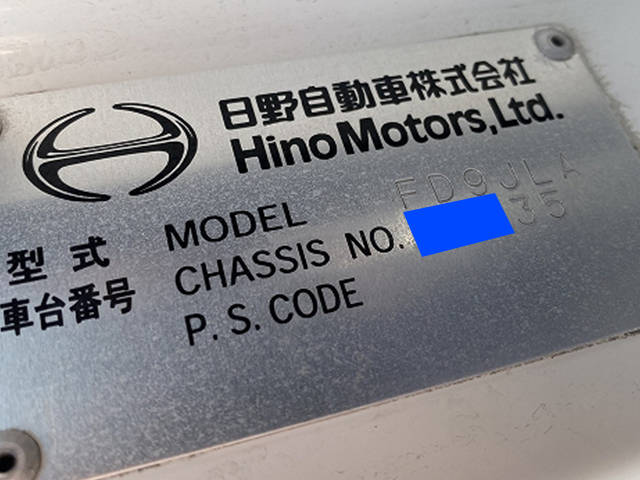 日野自動車株式会社
Hino Motors, Ltd.
型式 MODEL FD9JLA
車台番号 CHASSIS NO. 35
P. S. CODE